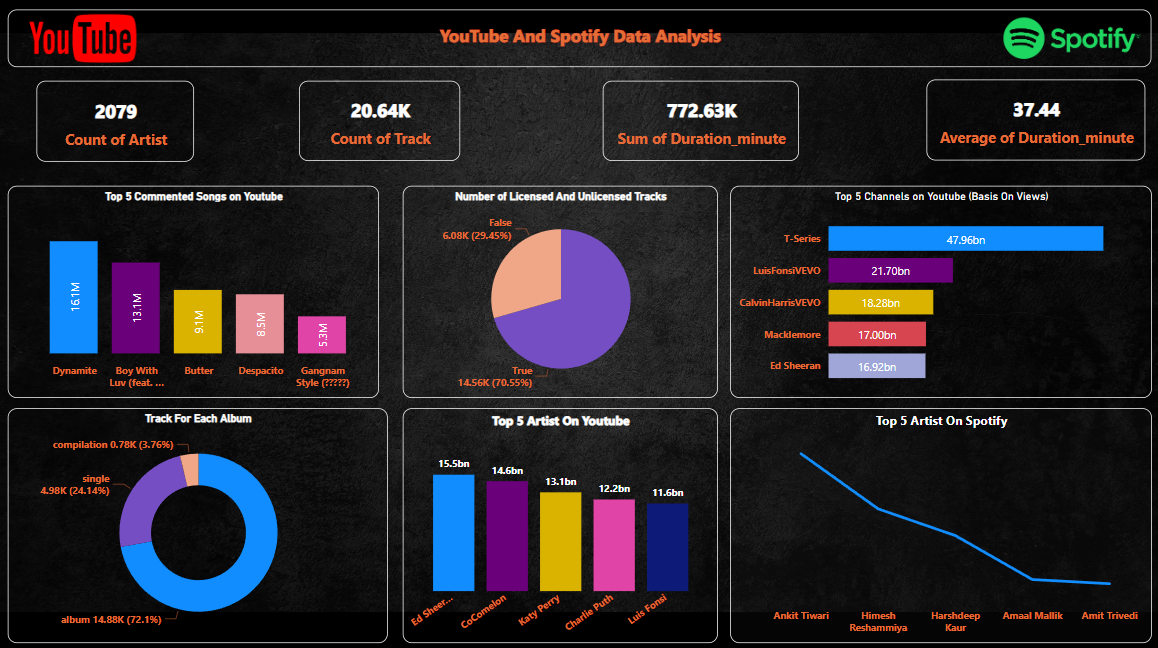 YouTube
YouTube And Spotify Data Analysis
Spotify
2079
Count of Artist
20.64K
Count of Track
772.63K
Sum of Duration_minute
37.44
Average of Duration_minute
Top 5 Commented Songs on Youtube
16.1M
13.1M
9.1M
8.5M
5.3M
Dynamite
Boy With
Luv (feat. ...
Butter
Despacito
Gangnam
Style (?????)
Number of Licensed And Unlicensed Tracks
False
6.08K (29.45%)
True
14.56K (70.55%)
Top 5 Channels on Youtube (Basis On Views)
T-Series
47.96bn
LuisFonsiVEVO
21.70bn
CalvinHarrisVEVO
18.28bn
Macklemore
17.00bn
Ed Sheeran
16.92bn
Track For Each Album
compilation 0.78K (3.76%)
single
4.98K (24.14%)
album 14.88K (72.1%)
Top 5 Artist On Youtube
15.5bn
14.6bn
13.1bn
12.2bn
11.6bn
Ed Sheer...
CoComelon
Katy Perry
Charlie Puth
Luis Fonsi
Top 5 Artist On Spotify
Ankit Tiwari
Himesh
Reshammiya
Harshdeep
Kaur
Amaal Mallik
Amit Trivedi